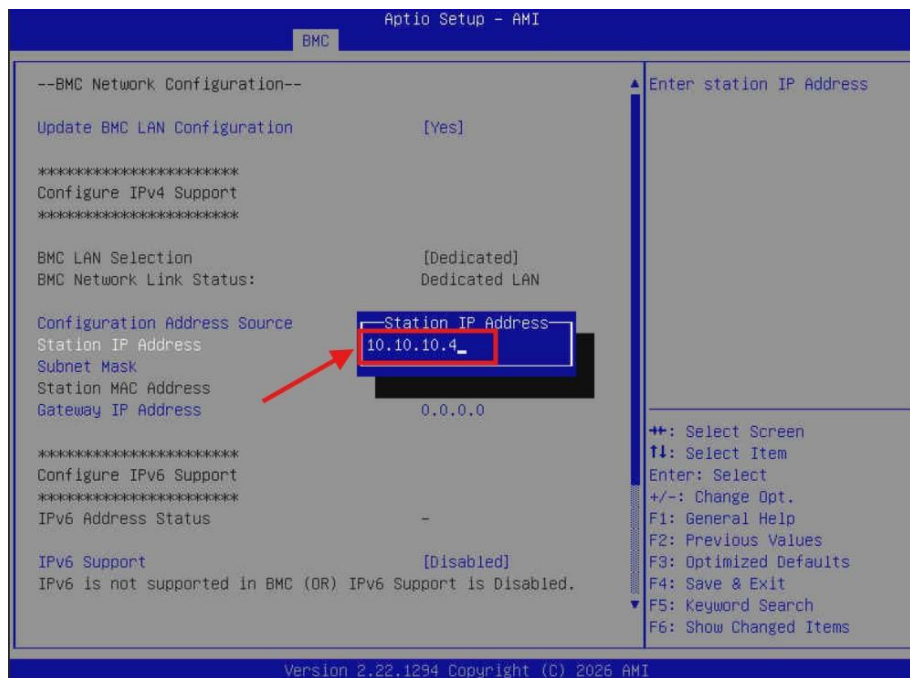 Aptio Setup – AMI
BMC
--BMC Network Configuration--
Update BMC LAN Configuration [Yes]
***********************
Configure IPv4 Support
***********************
BMC LAN Selection [Dedicated]
BMC Network Link Status: Dedicated LAN
Configuration Address Source
Station IP Address
Subnet Mask
Station MAC Address
Gateway IP Address 0.0.0.0
Station IP Address
10.10.10.4_
***********************
Configure IPv6 Support
***********************
IPv6 Address Status –
IPv6 Support [Disabled]
IPv6 is not supported in BMC (OR) IPv6 Support is Disabled.
Enter station IP Address
→←: Select Screen
↑↓: Select Item
Enter: Select
+/-: Change Opt.
F1: General Help
F2: Previous Values
F3: Optimized Defaults
F4: Save & Exit
F5: Keyword Search
F6: Show Changed Items
Version 2.22.1294 Copyright (C) 2026 AMI